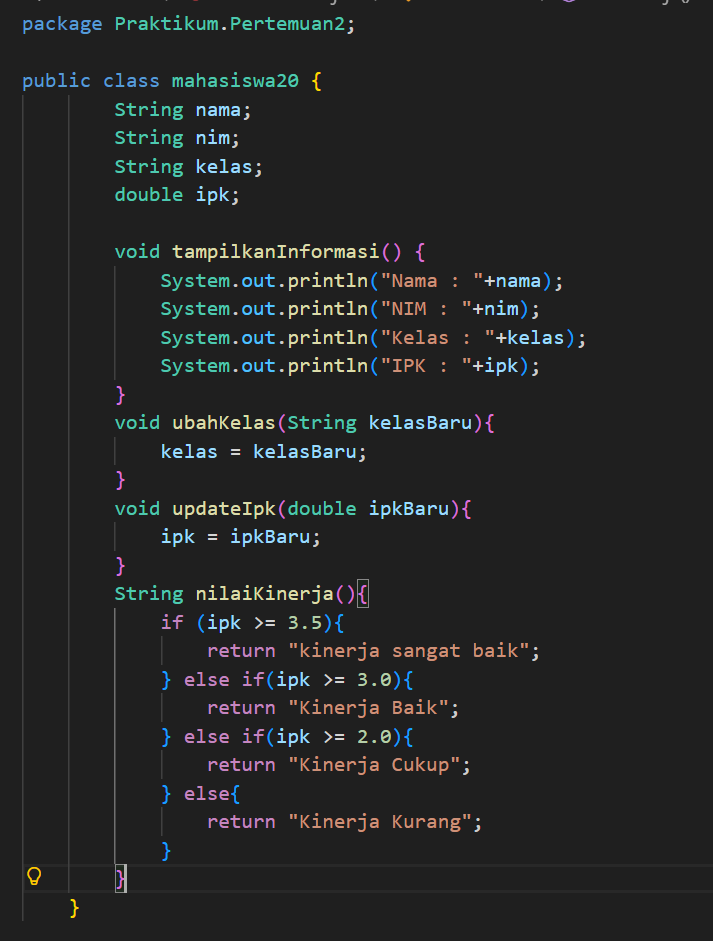 package Praktikum.Pertemuan2;
public class mahasiswa20 {
String nama;
String nim;
String kelas;
double ipk;
void tampilkanInformasi() {
System.out.println("Nama : "+nama);
System.out.println("NIM : "+nim);
System.out.println("Kelas : "+kelas);
System.out.println("IPK : "+ipk);
}
void ubahKelas(String kelasBaru){
kelas = kelasBaru;
}
void updateIpk(double ipkBaru){
ipk = ipkBaru;
}
String nilaiKinerja(){
if (ipk >= 3.5){
return "kinerja sangat baik";
} else if(ipk >= 3.0){
return "Kinerja Baik";
} else if(ipk >= 2.0){
return "Kinerja Cukup";
} else{
return "Kinerja Kurang";
}
}
}